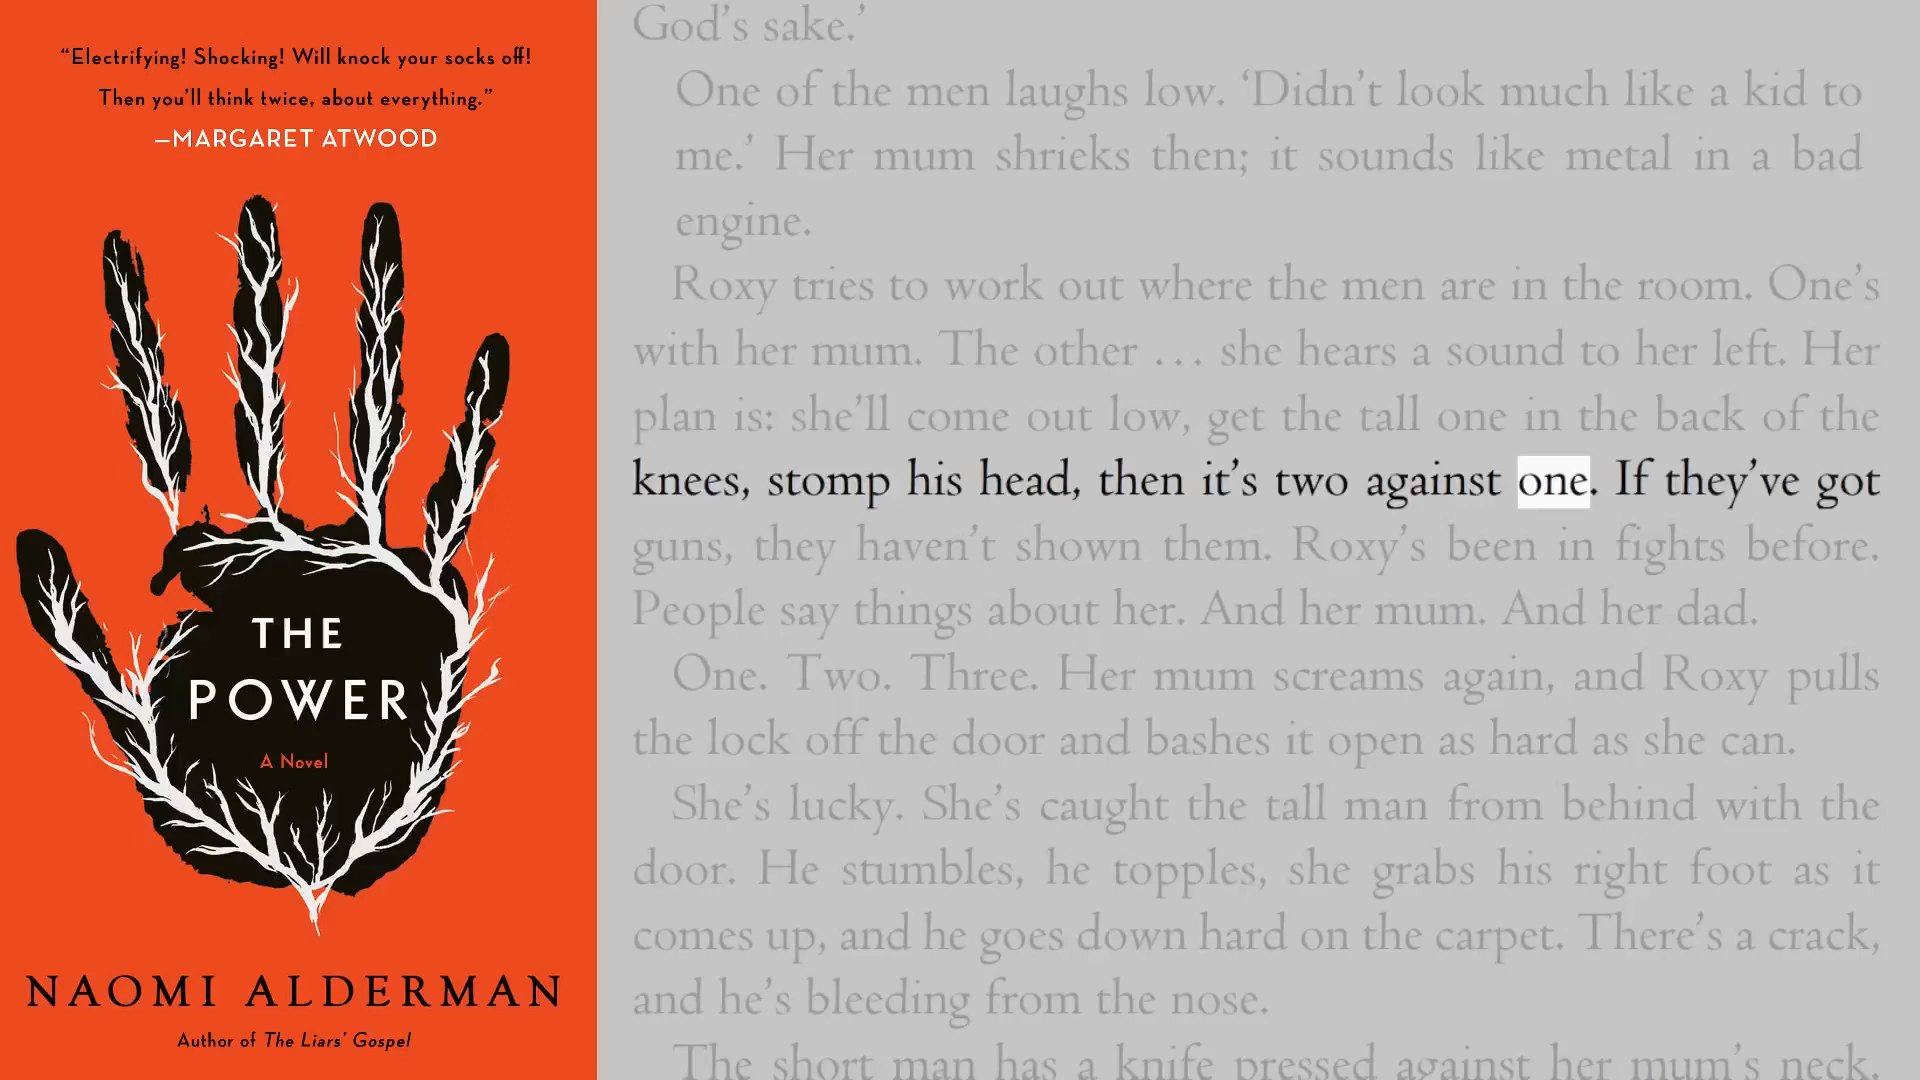 “Electrifying! Shocking! Will knock your socks off!
Then you’ll think twice, about everything.”
—MARGARET ATWOOD
THE
POWER
A Novel
NAOMI ALDERMAN
Author of The Liars’ Gospel
God’s sake.’
One of the men laughs low. ‘Didn’t look much like a kid to
me.’ Her mum shrieks then; it sounds like metal in a bad
engine.
Roxy tries to work out where the men are in the room. One’s
with her mum. The other . . . she hears a sound to her left. Her
plan is: she’ll come out low, get the tall one in the back of the
knees, stomp his head, then it’s two against one. If they’ve got
guns, they haven’t shown them. Roxy’s been in fights before.
People say things about her. And her mum. And her dad.
One. Two. Three. Her mum screams again, and Roxy pulls
the lock off the door and bashes it open as hard as she can.
She’s lucky. She’s caught the tall man from behind with the
door. He stumbles, he topples, she grabs his right foot as it
comes up, and he goes down hard on the carpet. There’s a crack,
and he’s bleeding from the nose.
The short man has a knife pressed against her mum’s neck.